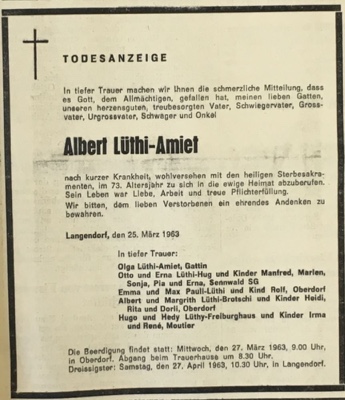 TODESANZEIGE
In tiefer Trauer machen wir Ihnen die schmerzliche Mitteilung, dass
es Gott, dem Allmächtigen, gefallen hat, meinen lieben Gatten,
unseren herzensguten, treubesorgten Vater, Schwiegervater, Gross-
vater, Urgrossvater, Schwager und Onkel
Albert Lüthi-Amiet
nach kurzer Krankheit, wohlversehen mit den heiligen Sterbesakra-
menten, im 73. Altersjahr zu sich in die ewige Heimat abzuberufen.
Sein Leben war Liebe, Arbeit und treue Pflichterfüllung.
Wir bitten, dem lieben Verstorbenen ein ehrendes Andenken zu
bewahren.
Langendorf, den 25. März 1963
In tiefer Trauer:
Olga Lüthi-Amiet, Gattin
Otto und Erna Lüthi-Hug und Kinder Manfred, Marlen,
Sonja, Pia und Erna, Sennwald SG
Emma und Max Pauli-Lüthi und Kind Rolf, Oberdorf
Albert und Margrith Lüthi-Brotschi und Kinder Heidi,
Rita und Dorli, Oberdorf
Hugo und Hedy Lüthy-Freiburghaus und Kinder Irma
und René, Moutier
Die Beerdigung findet statt: Mittwoch, den 27. März 1963, 9.00 Uhr,
in Oberdorf. Abgang beim Trauerhause um 8.30 Uhr.
Dreissigster: Samstag, den 27. April 1963, 10.30 Uhr, in Langendorf.